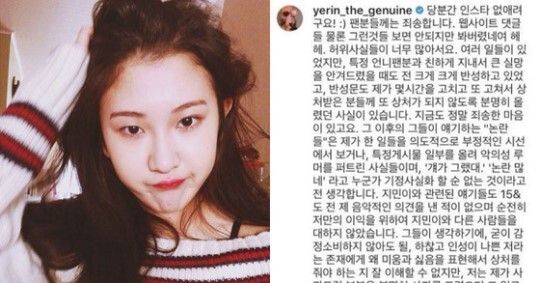 yerin_the_genuine 당분간 인스타 없애려
구요! :) 팬분들께는 죄송합니다. 웹사이트 댓글
들 물론 그런것들 보면 안되지만 봐버렸네여 헤
헤. 허위사실들이 너무 많아서요. 여러 일들이 있
었지만, 특정 언니팬분과 친하게 지내서 큰 실망
을 안겨드렸을 때도 전 크게 크게 반성하고 있었
고, 반성문도 제가 몇시간을 고치고 또 고쳐서 상
처받은 분들께 또 상처가 되지 않도록 분명히 올
렸던 사실이 있습니다. 지금도 정말 죄송한 마음
이 있고요. 그 이후의 그들이 얘기하는 "논란
들"은 제가 한 일들을 의도적으로 부정적인 시선
에서 보거나, 특정게시물 일부를 올려 악의성 루
머를 퍼트린 사실들이며, '걔가 그랬대.' '논란 많
네' 라고 누군가 기정사실화 할 순 없는 것이라고
전 생각합니다. 지민이와 관련된 얘기들도 15&
도 전 제 음악적인 의견을 낸 적이 없으며 순전히
저만의 이익을 위하여 지민이와 다른 사람들을
대하지 않았습니다. 그들이 생각하기에, 굳이 감
정소비하지 않아도 될, 하찮고 인성이 나쁜 저라
는 존재에게 왜 미움과 싫음을 표현해서 상처를
줘야 하는 지 잘 이해할 수 없지만, 저는 제가 사